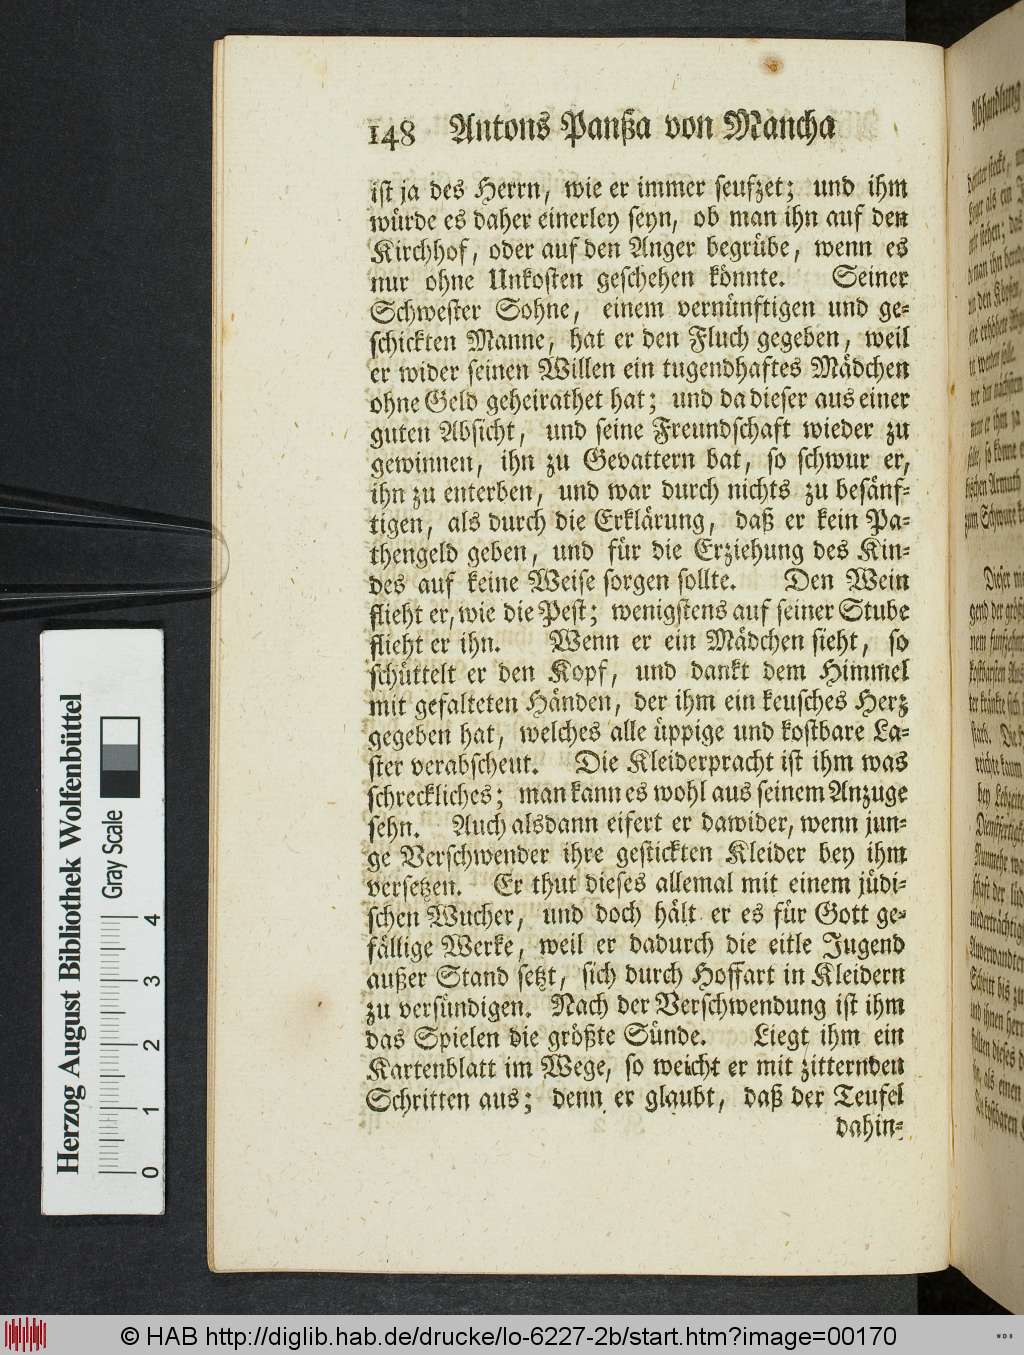 148 Antons Panßa von Mancha
ist ja des Herrn, wie er immer seufzet; und ihm
würde es daher einerley seyn, ob man ihn auf den
Kirchhof, oder auf den Anger begrübe, wenn es
nur ohne Unkosten geschehen könnte. Seiner
Schwester Sohne, einem vernünftigen und ge-
schickten Manne, hat er den Fluch gegeben, weil
er wider seinen Willen ein tugendhaftes Mädchen
ohne Geld geheirathet hat; und da dieser aus einer
guten Absicht, und seine Freundschaft wieder zu
gewinnen, ihn zu Gevattern bat, so schwur er,
ihn zu enterben, und war durch nichts zu besänf-
tigen, als durch die Erklärung, daß er kein Pa-
thengeld geben, und für die Erziehung des Kin-
des auf keine Weise sorgen sollte. Den Wein
flieht er, wie die Pest; wenigstens auf seiner Stube
flieht er ihn. Wenn er ein Mädchen sieht, so
schüttelt er den Kopf, und dankt dem Himmel
mit gefalteten Händen, der ihm ein keusches Herz
gegeben hat, welches alle üppige und kostbare La-
ster verabscheut. Die Kleiderpracht ist ihm was
schreckliches; man kann es wohl aus seinem Anzuge
sehn. Auch alsdann eifert er dawider, wenn jun-
ge Verschwender ihre gestickten Kleider bey ihm
versetzen. Er thut dieses allemal mit einem jüdi-
schen Wucher, und doch hält er es für Gott ge-
fällige Werke, weil er dadurch die eitle Jugend
außer Stand setzt, sich durch Hoffart in Kleidern
zu versündigen. Nach der Verschwendung ist ihm
das Spielen die größte Sünde. Liegt ihm ein
Kartenblatt im Wege, so weicht er mit zitternden
Schritten aus; denn er glaubt, daß der Teufel
dahin-
Herzog August Bibliothek Wolfenbüttel
Gray Scale
0 1 2 3 4
© HAB http://diglib.hab.de/drucke/lo-6227-2b/start.htm?image=00170